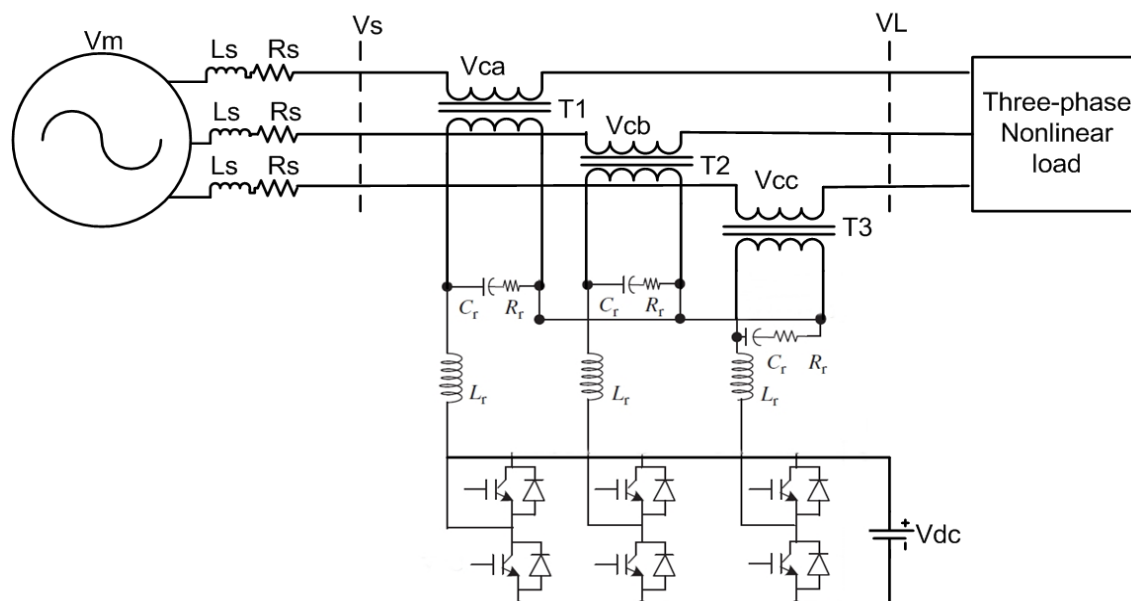 Vm
Ls
Rs
Vs
VL
Vca
T1
Ls
Rs
Vcb
T2
Ls
Rs
Vcc
T3
Three-phase
Nonlinear
load
Cr
Rr
Cr
Rr
Cr
Rr
Lr
Lr
Lr
+
Vdc
-